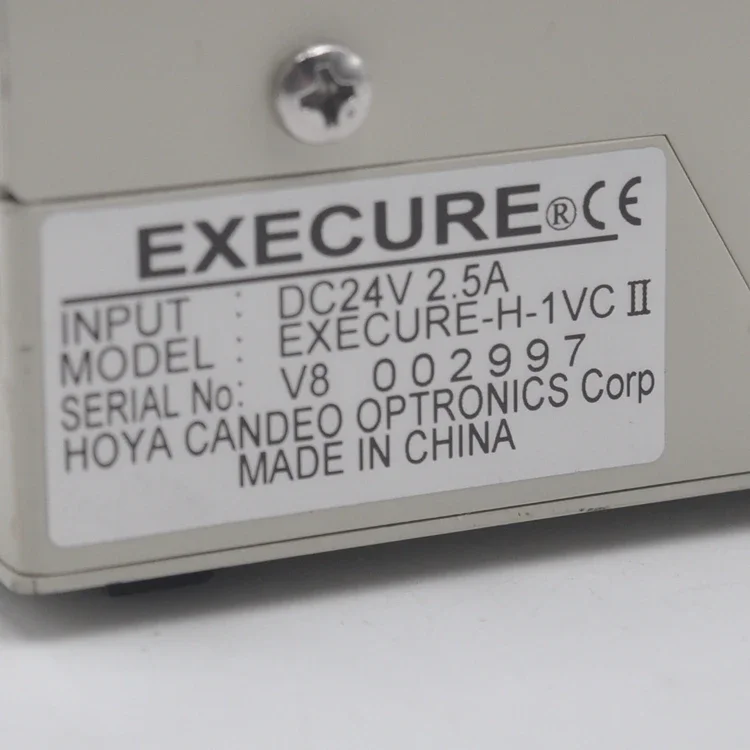 EXECURE® CE
INPUT : DC24V 2.5A
MODEL : EXECURE-H-1VC II
SERIAL No: V8 002997
HOYA CANDEO OPTRONICS Corp
MADE IN CHINA